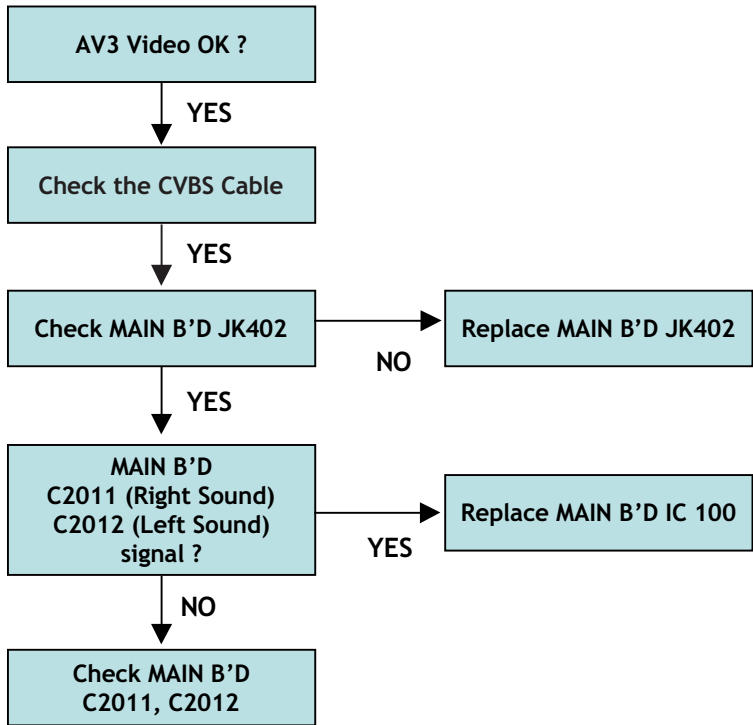 AV3 Video OK ?
YES
Check the CVBS Cable
YES
Check MAIN B’D JK402
NO
Replace MAIN B’D JK402
YES
MAIN B’D
C2011 (Right Sound)
C2012 (Left Sound)
signal ?
YES
Replace MAIN B’D IC 100
NO
Check MAIN B’D
C2011, C2012